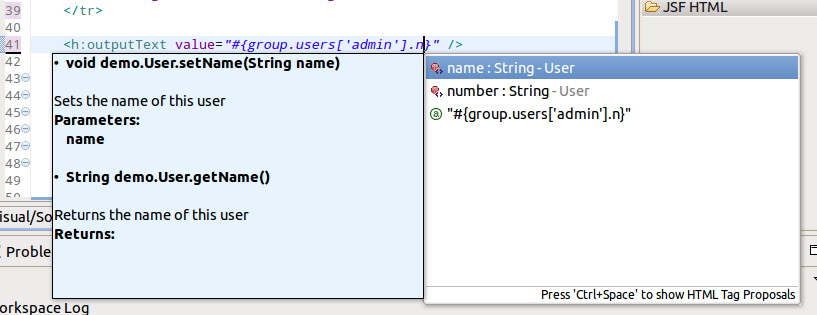 39 </tr>
JSF HTML
40
41 <h:outputText value="#{group.users['admin'].n}" />
42
43
44
45
46
47
48
49
• void demo.User.setName(String name)
Sets the name of this user
Parameters:
name
• String demo.User.getName()
Returns the name of this user
Returns:
name : String - User
number : String - User
"#{group.users['admin'].n}"
Press 'Ctrl+Space' to show HTML Tag Proposals
isual/So
Proble
orkspace Log